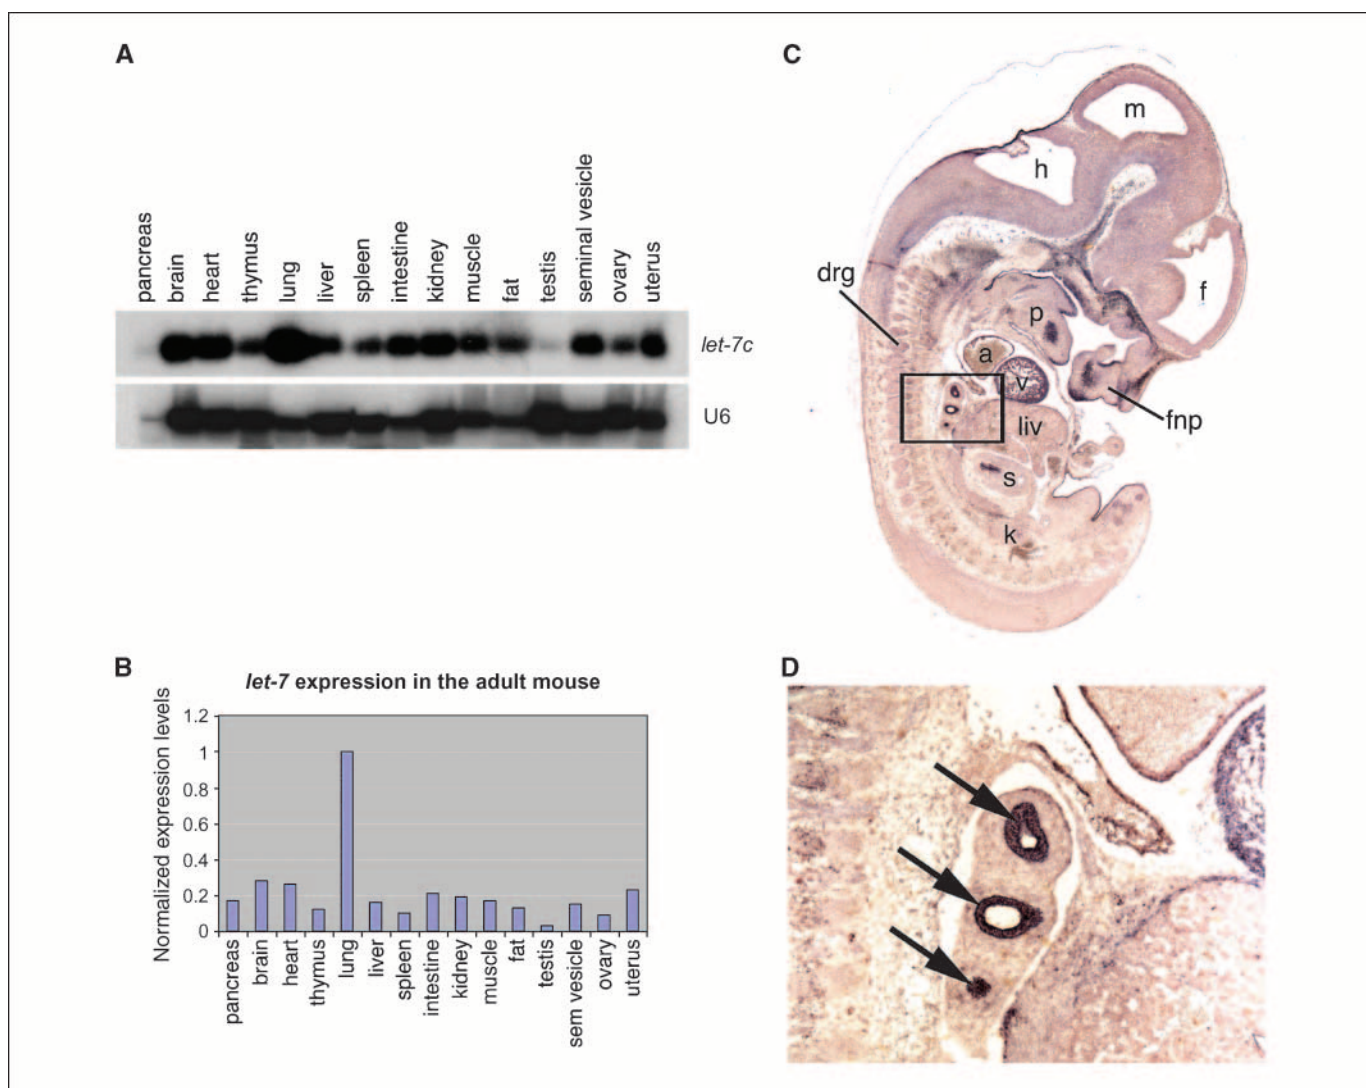 A
pancreas
brain
heart
thymus
lung
liver
spleen
intestine
kidney
muscle
fat
testis
seminal vesicle
ovary
uterus
let-7c
U6
B
let-7 expression in the adult mouse
Normalized expression levels
1.2
1
0.8
0.6
0.4
0.2
0
pancreas
brain
heart
thymus
lung
liver
spleen
intestine
kidney
muscle
fat
testis
sem vesicle
ovary
uterus
C
m
h
drg
f
p
a
v
fnp
liv
s
k
D